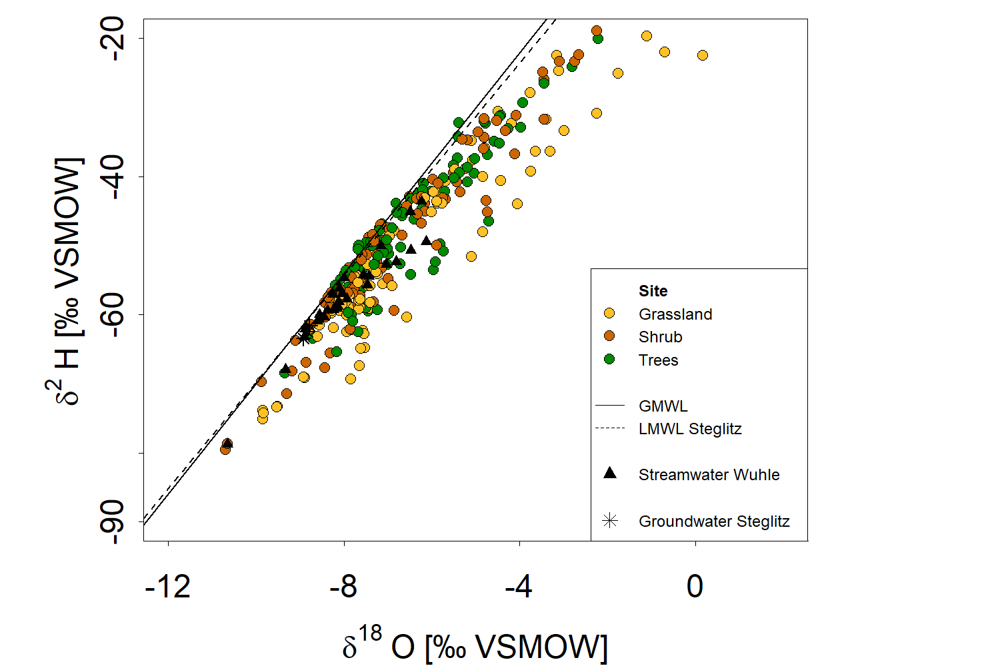 -20
-40
-60
-90
δ2 H [‰ VSMOW]
-12
-8
-4
0
δ18 O [‰ VSMOW]
Site
Grassland
Shrub
Trees
GMWL
LMWL Steglitz
Streamwater Wuhle
Groundwater Steglitz